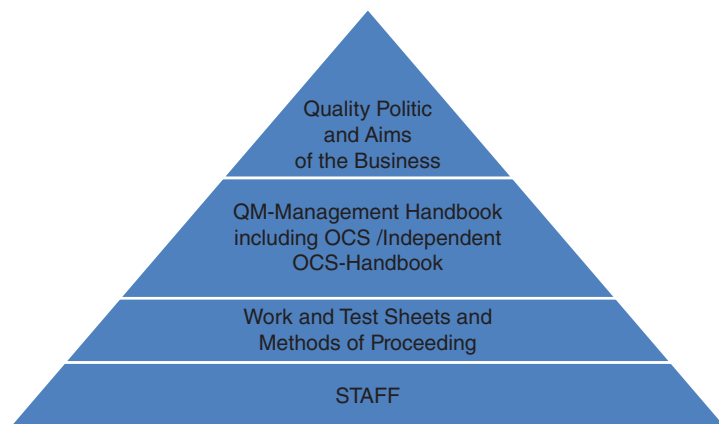 Quality Politic
and Aims
of the Business
QM-Management Handbook
including OCS /Independent
OCS-Handbook
Work and Test Sheets and
Methods of Proceeding
STAFF